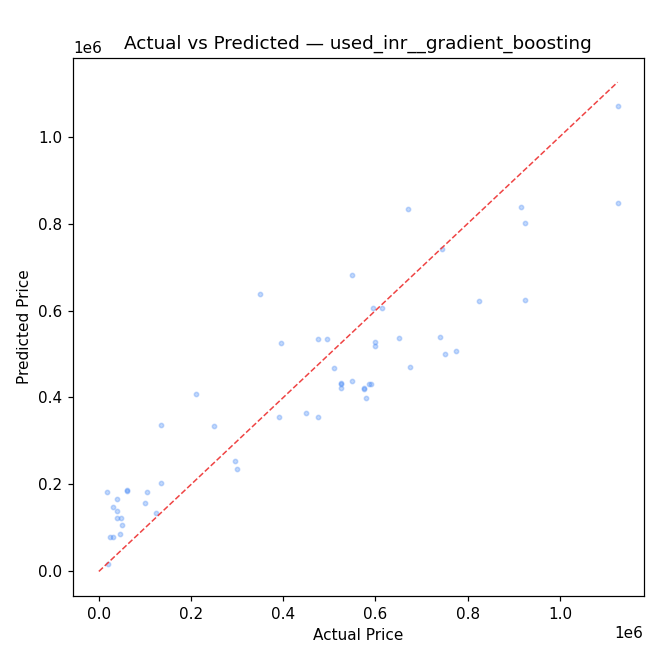 Actual vs Predicted — used_inr__gradient_boosting
1e6
1.0
0.8
0.6
0.4
0.2
0.0
Predicted Price
0.0 0.2 0.4 0.6 0.8 1.0
1e6
Actual Price